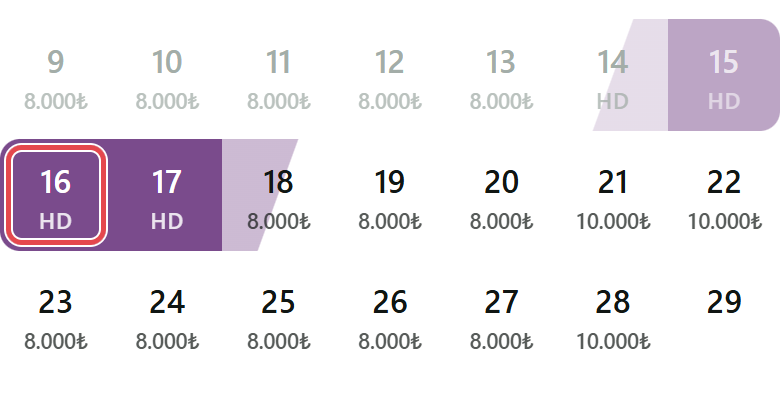 9 10 11 12 13 14 15
8.000₺ 8.000₺ 8.000₺ 8.000₺ 8.000₺ HD HD
16 17 18 19 20 21 22
HD HD 8.000₺ 8.000₺ 8.000₺ 10.000₺ 10.000₺
23 24 25 26 27 28 29
8.000₺ 8.000₺ 8.000₺ 8.000₺ 8.000₺ 10.000₺